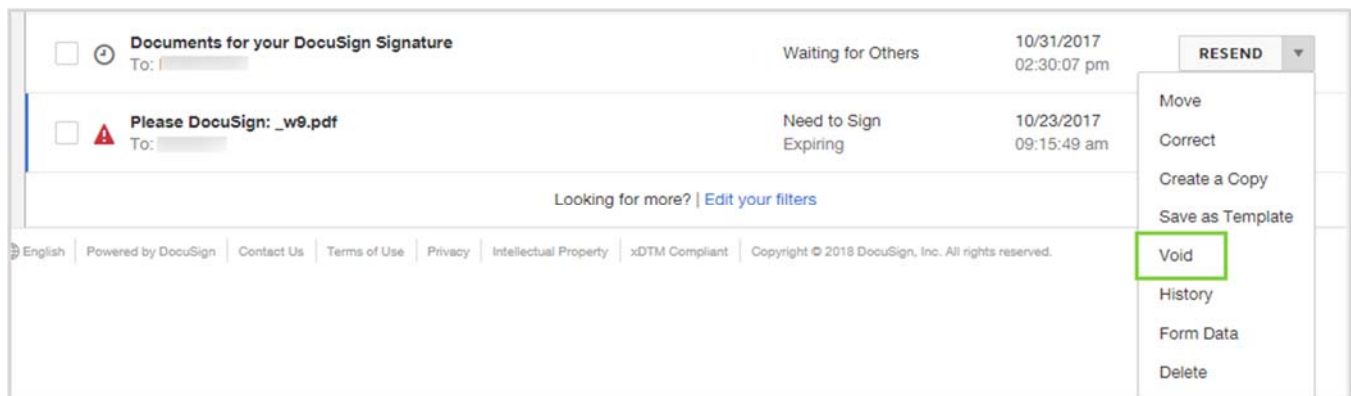 Documents for your DocuSign Signature Waiting for Others 10/31/2017 RESEND
To: 02:30:07 pm
Move
Please DocuSign: _w9.pdf Need to Sign 10/23/2017
To: Expiring 09:15:49 am
Correct
Create a Copy
Looking for more? | Edit your filters
Save as Template
English | Powered by DocuSign | Contact Us | Terms of Use | Privacy | Intellectual Property | xDTM Compliant | Copyright © 2018 DocuSign, Inc. All rights reserved.
Void
History
Form Data
Delete